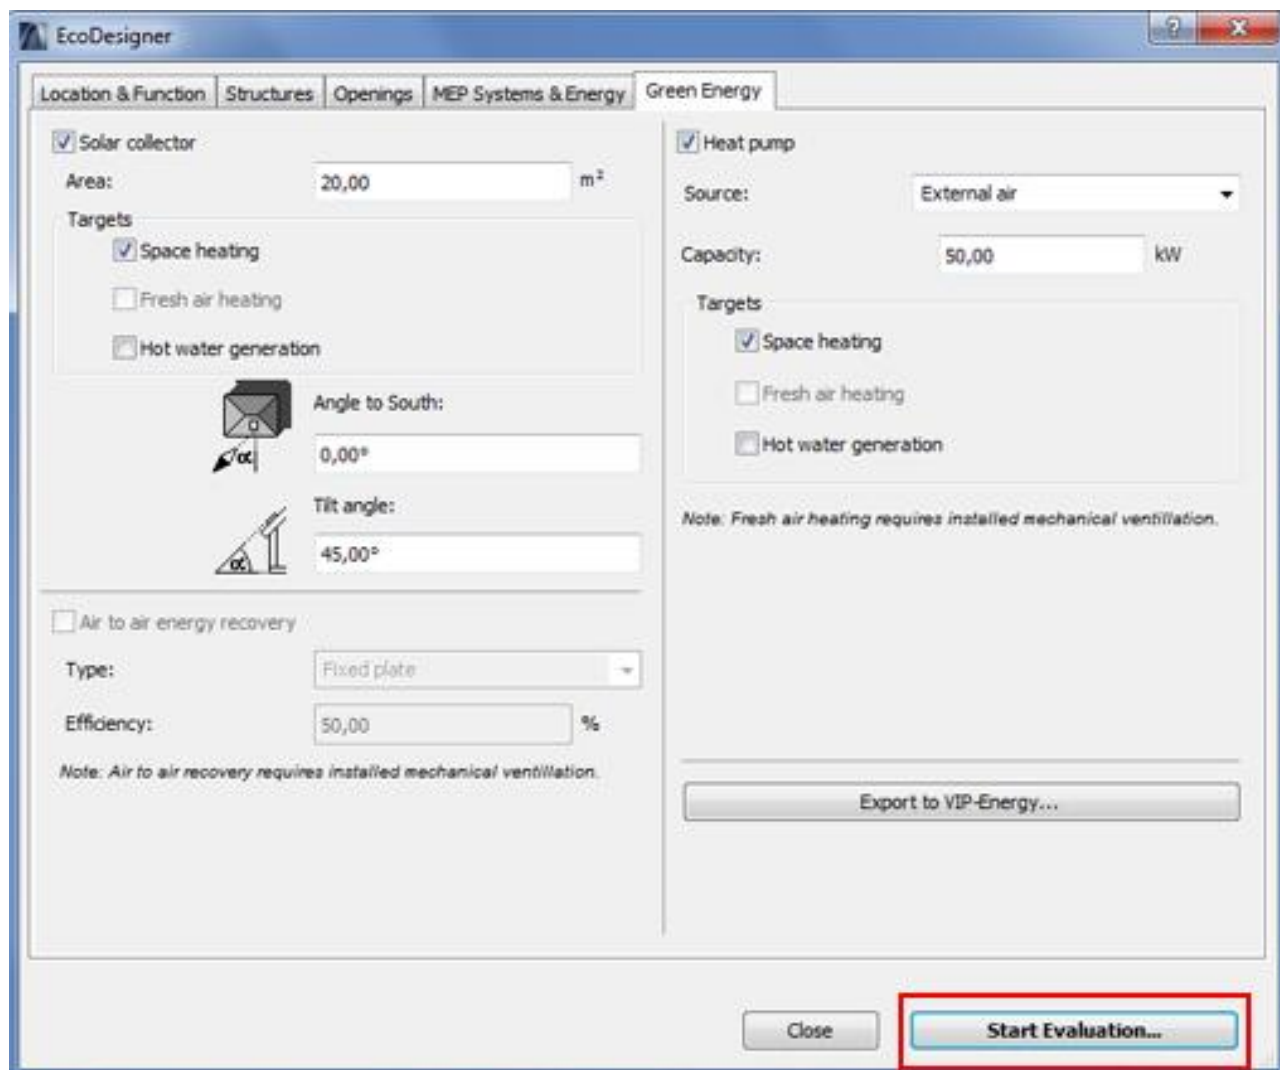 EcoDesigner
Location & Function Structures Openings MEP Systems & Energy Green Energy
Solar collector
Area: 20,00 m²
Targets
Space heating
Fresh air heating
Hot water generation
Angle to South:
α
0,00°
Tilt angle:
α
45,00°
Air to air energy recovery
Type: Fixed plate
Efficiency: 50,00 %
Note: Air to air recovery requires installed mechanical ventillation.
Heat pump
Source: External air
Capacity: 50,00 kW
Targets
Space heating
Fresh air heating
Hot water generation
Note: Fresh air heating requires installed mechanical ventillation.
Export to VIP-Energy...
Close Start Evaluation...